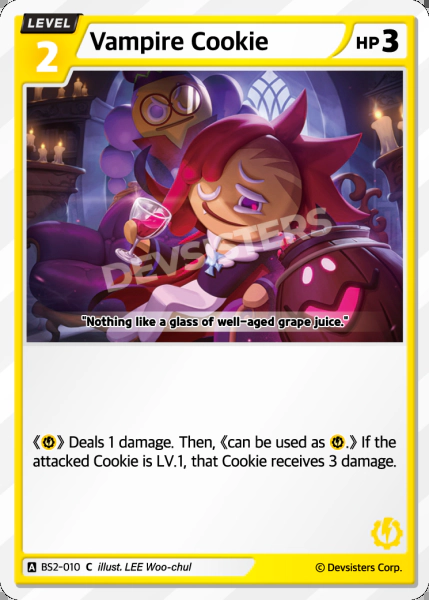 LEVEL
2
Vampire Cookie
HP 3
DEVSISTERS
"Nothing like a glass of well-aged grape juice."
《 》 Deals 1 damage. Then, 《can be used as .》 If the
attacked Cookie is LV.1, that Cookie receives 3 damage.
A BS2-010 C illust. LEE Woo-chul
© Devsisters Corp.